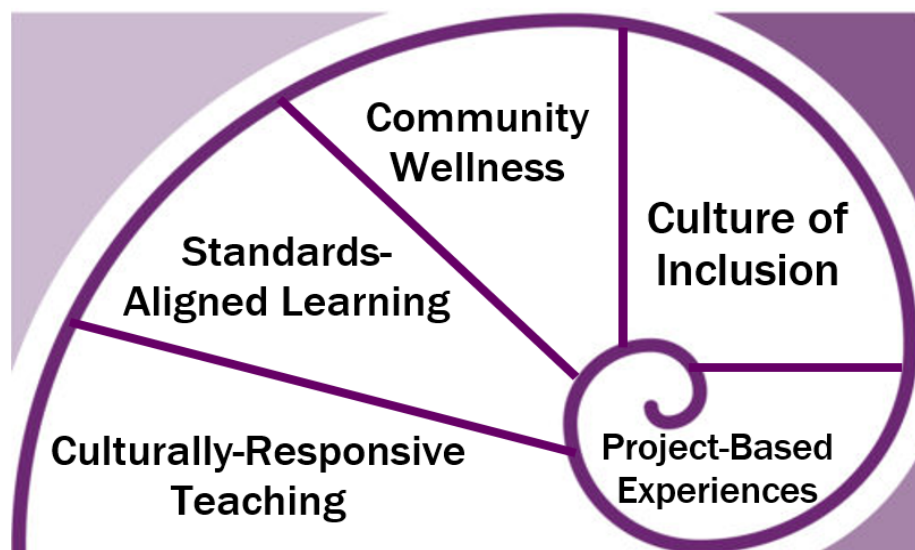 Community
Wellness
Culture of
Inclusion
Standards-
Aligned Learning
Culturally-Responsive
Teaching
Project-Based
Experiences